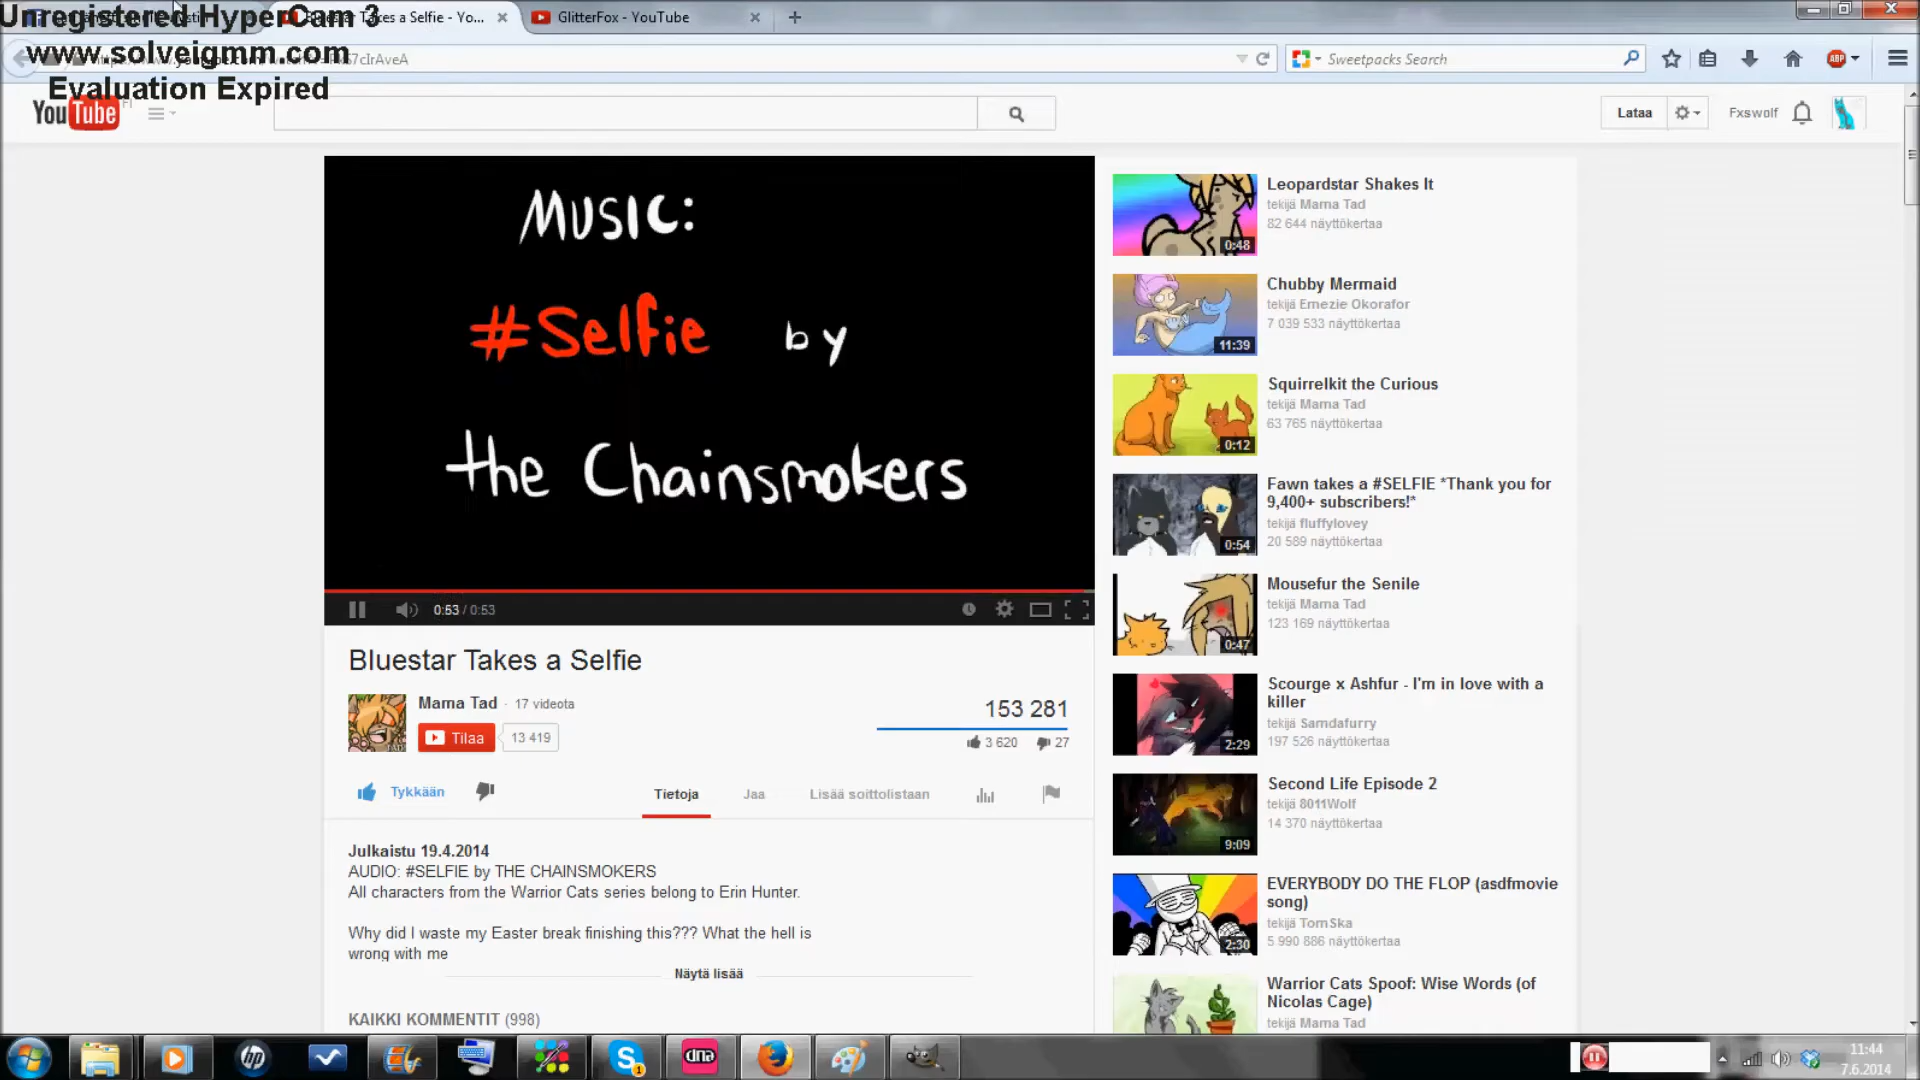 Unregistered HyperCam 3
www.solveigmm.com
Evaluation Expired
Bluestar Takes a Selfie - Yo...
GlitterFox - YouTube
Sweetpacks Search
ABP
YouTube FI
Lataa
Fxswolf
MUSIC:
#Selfie by
the Chainsmokers
0:53 / 0:53
Bluestar Takes a Selfie
Mama Tad · 17 videota
Tilaa 13 419
153 281
3 620 27
Tykkään
Tietoja Jaa Lisää soittolistaan
Julkaistu 19.4.2014
AUDIO: #SELFIE by THE CHAINSMOKERS
All characters from the Warrior Cats series belong to Erin Hunter.
Why did I waste my Easter break finishing this??? What the hell is
wrong with me
Näytä lisää
KAIKKI KOMMENTIT (998)
Leopardstar Shakes It
tekijä Mama Tad
82 644 näyttökertaa
0:48
Chubby Mermaid
tekijä Emezie Okorafor
7 039 533 näyttökertaa
11:39
Squirrelkit the Curious
tekijä Mama Tad
63 765 näyttökertaa
0:12
Fawn takes a #SELFIE *Thank you for
9,400+ subscribers!*
tekijä fluffylovey
20 589 näyttökertaa
0:54
Mousefur the Senile
tekijä Mama Tad
123 169 näyttökertaa
0:47
Scourge x Ashfur - I'm in love with a
killer
tekijä Samdafurry
197 526 näyttökertaa
2:29
Second Life Episode 2
tekijä 8011Wolf
14 370 näyttökertaa
9:09
EVERYBODY DO THE FLOP (asdfmovie
song)
tekijä TomSka
5 990 886 näyttökertaa
2:30
Warrior Cats Spoof: Wise Words (of
Nicolas Cage)
tekijä Mama Tad
hp
dna
1
11:44
7.6.2014